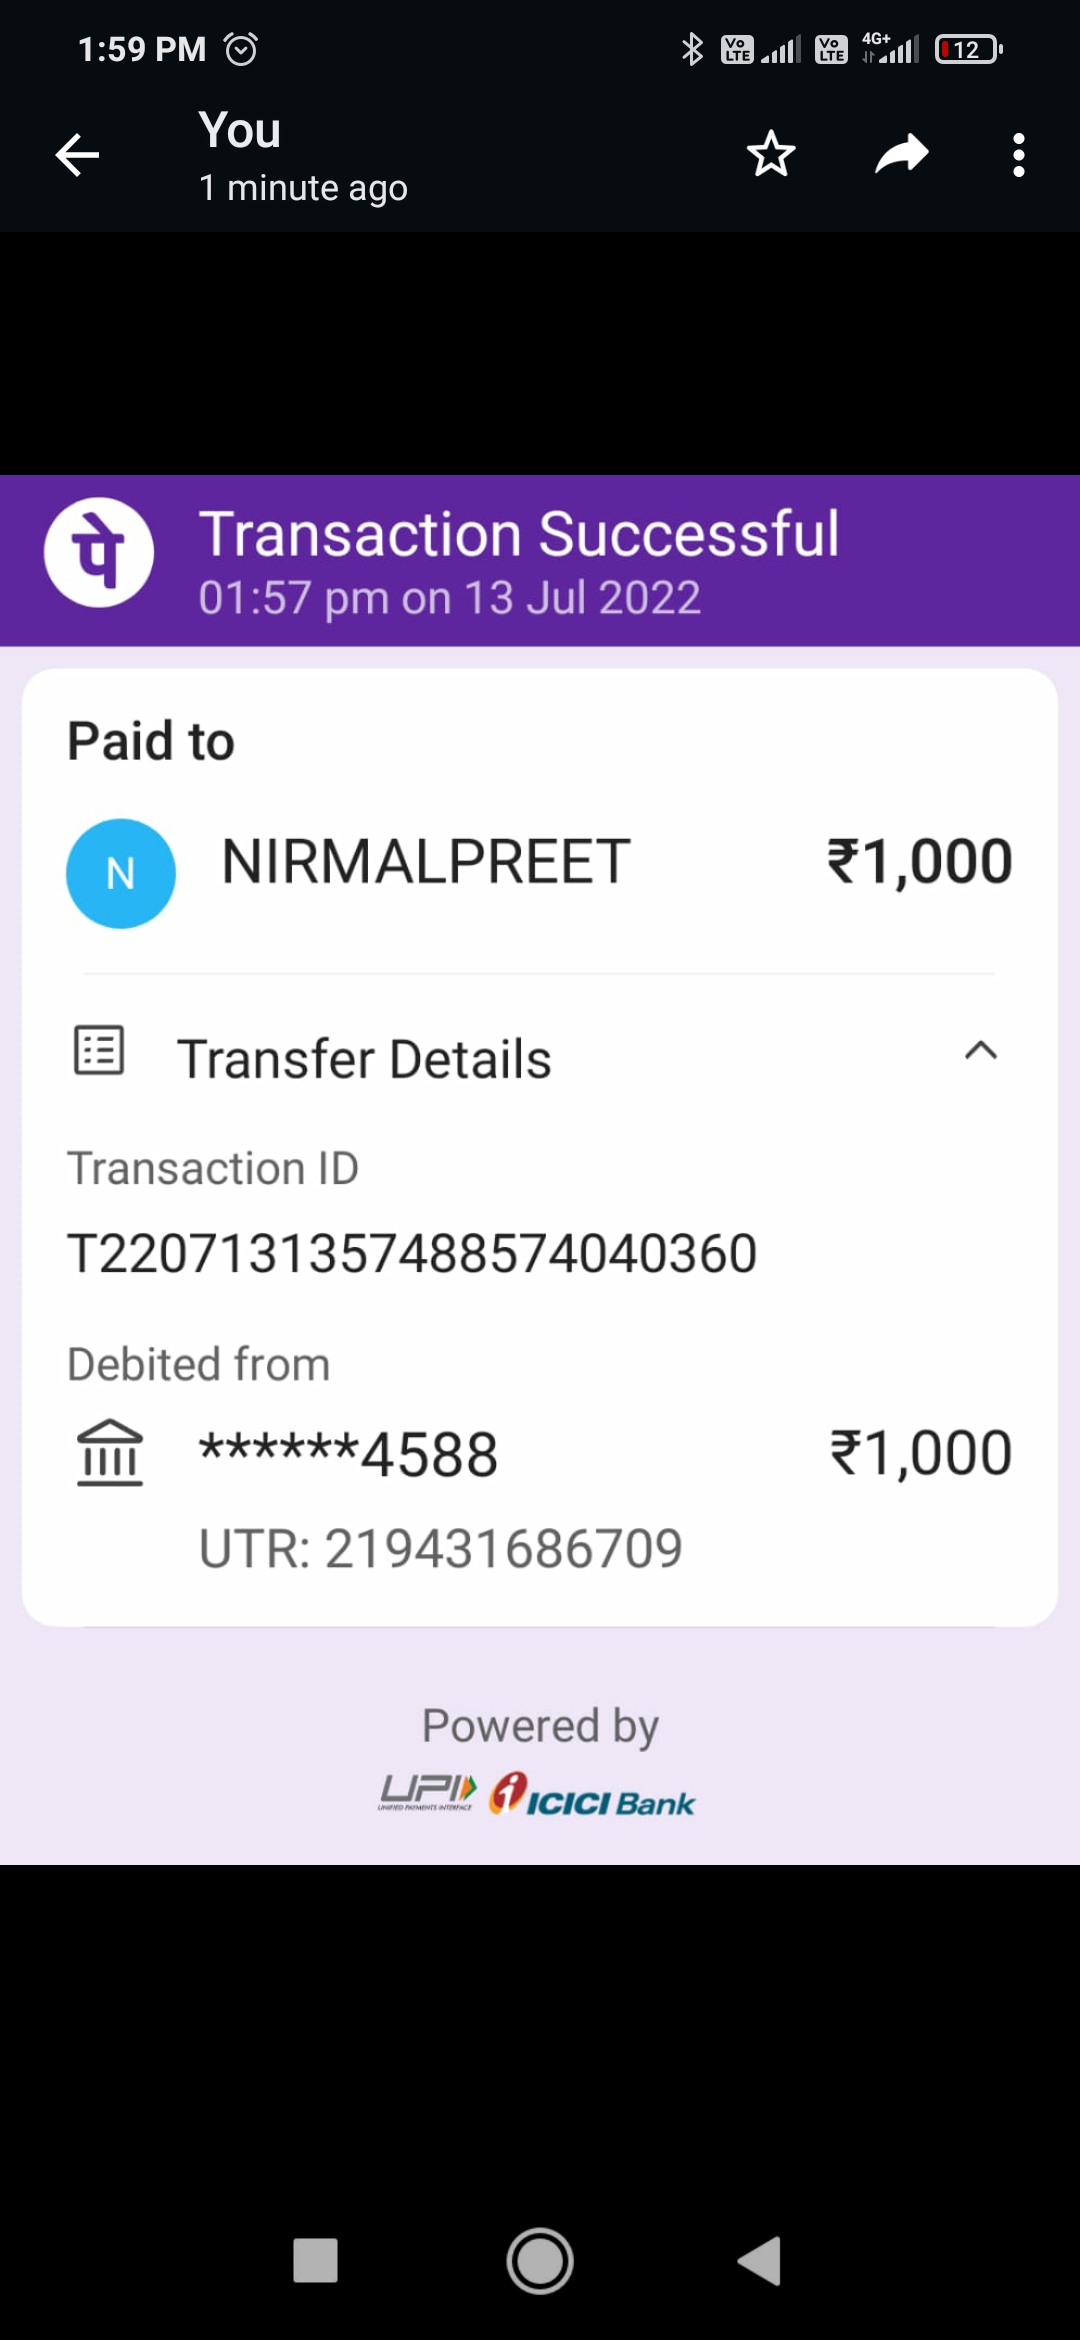 1:59 PM
Vo LTE Vo LTE 4G+ 12
You
1 minute ago
पे
Transaction Successful
01:57 pm on 13 Jul 2022
Paid to
N NIRMALPREET ₹1,000
Transfer Details
Transaction ID
T2207131357488574040360
Debited from
******4588 ₹1,000
UTR: 219431686709
Powered by
UPI ICICI Bank
UNIFIED PAYMENTS INTERFACE